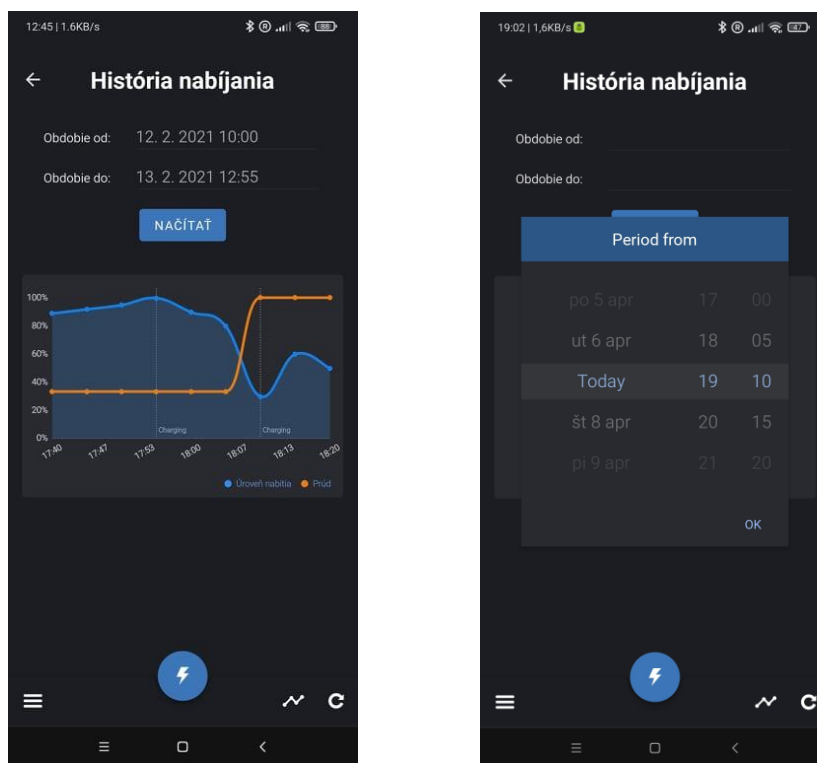 12:45 | 1.6KB/s
86
História nabíjania
Obdobie od: 12. 2. 2021 10:00
Obdobie do: 13. 2. 2021 12:55
NAČÍTAŤ
100%
80%
60%
40%
20%
0%
Charging Charging
17:40 17:47 17:53 18:00 18:07 18:13 18:20
Úroveň nabitia Prúd
19:02 | 1,6KB/s
47
História nabíjania
Obdobie od:
Obdobie do:
Period from
po 5 apr 17 00
ut 6 apr 18 05
Today 19 10
št 8 apr 20 15
pi 9 apr 21 20
OK